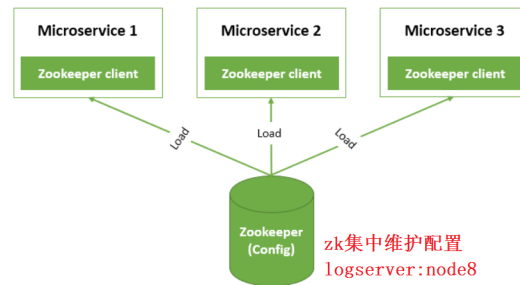 Microservice 1
Microservice 2
Microservice 3
Zookeeper client
Zookeeper client
Zookeeper client
Load
Load
Load
Zookeeper
(Config)
zk集中维护配置
logserver:node8